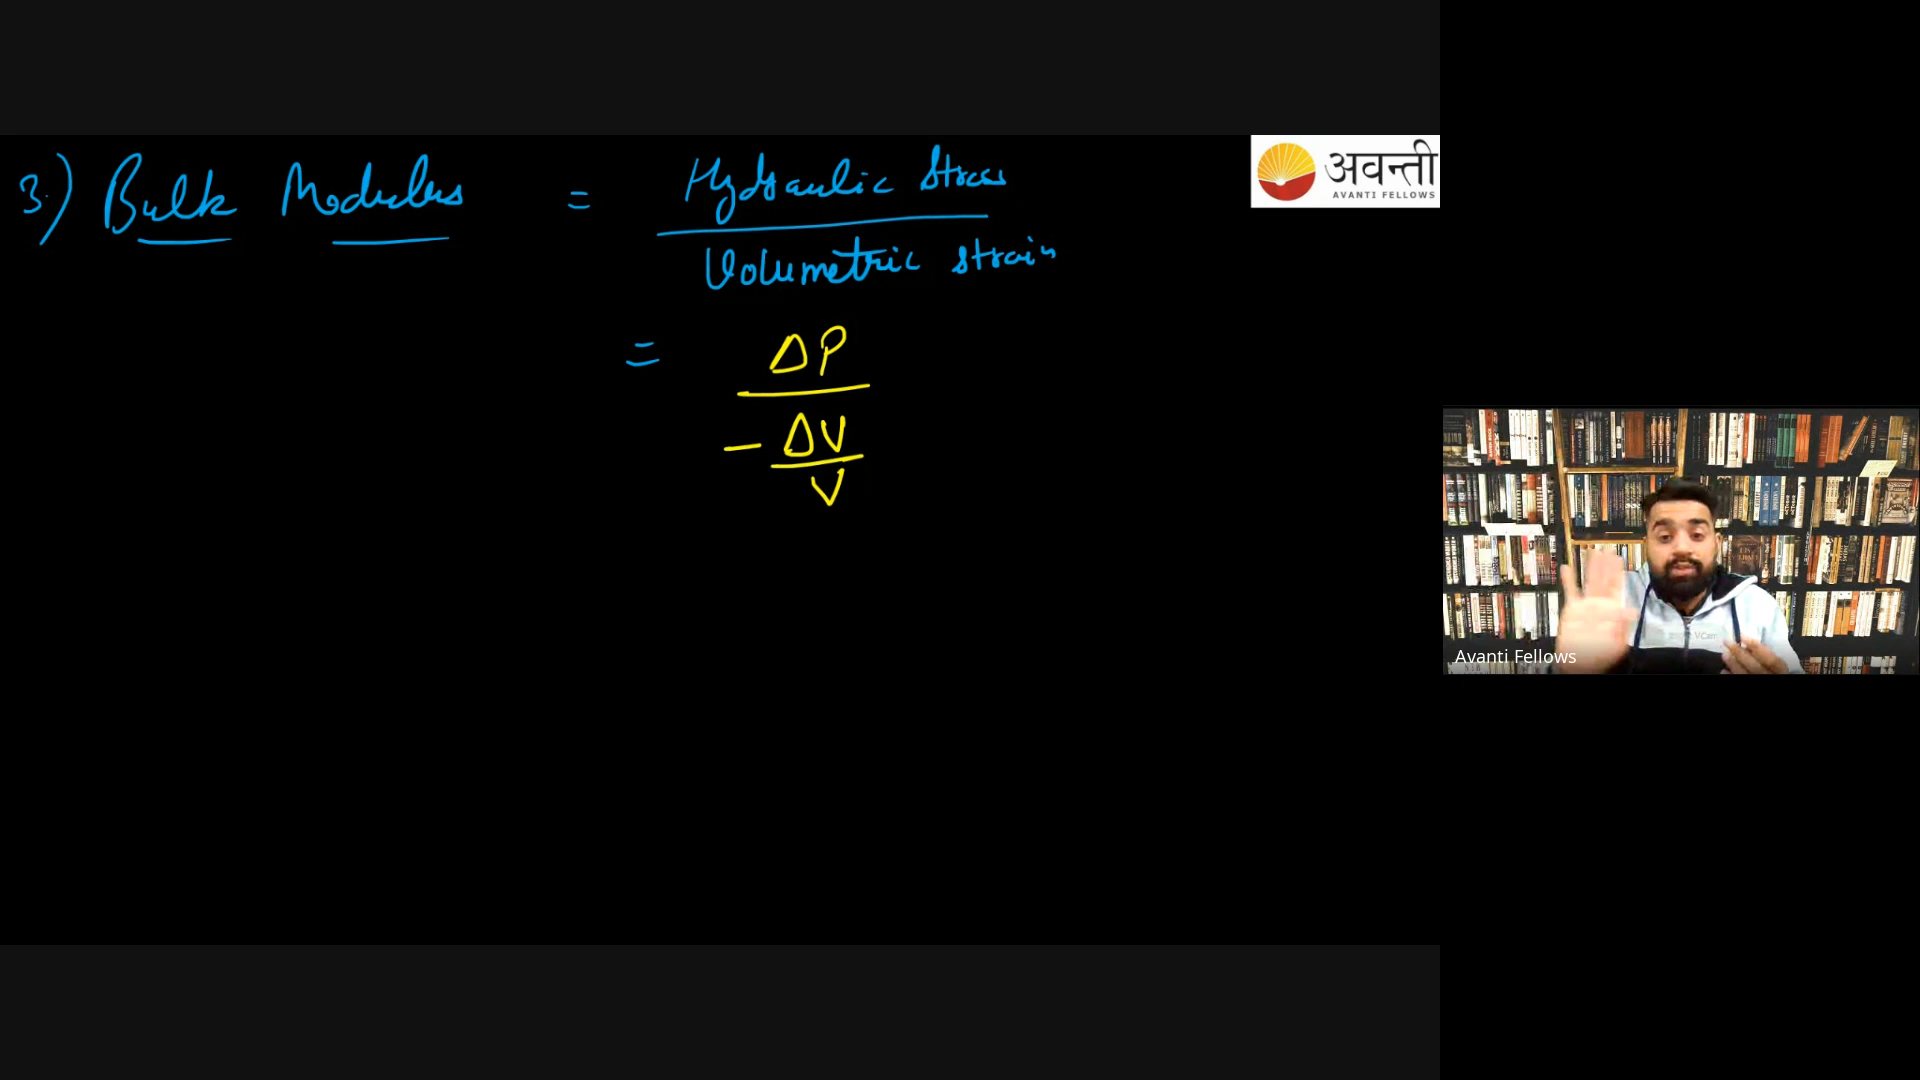 3.) Bulk Modulus = Hydraulic Stress
Volumetric strain
= ΔP
- ΔV
V
अवन्ती
AVANTI FELLOWS
Avanti Fellows